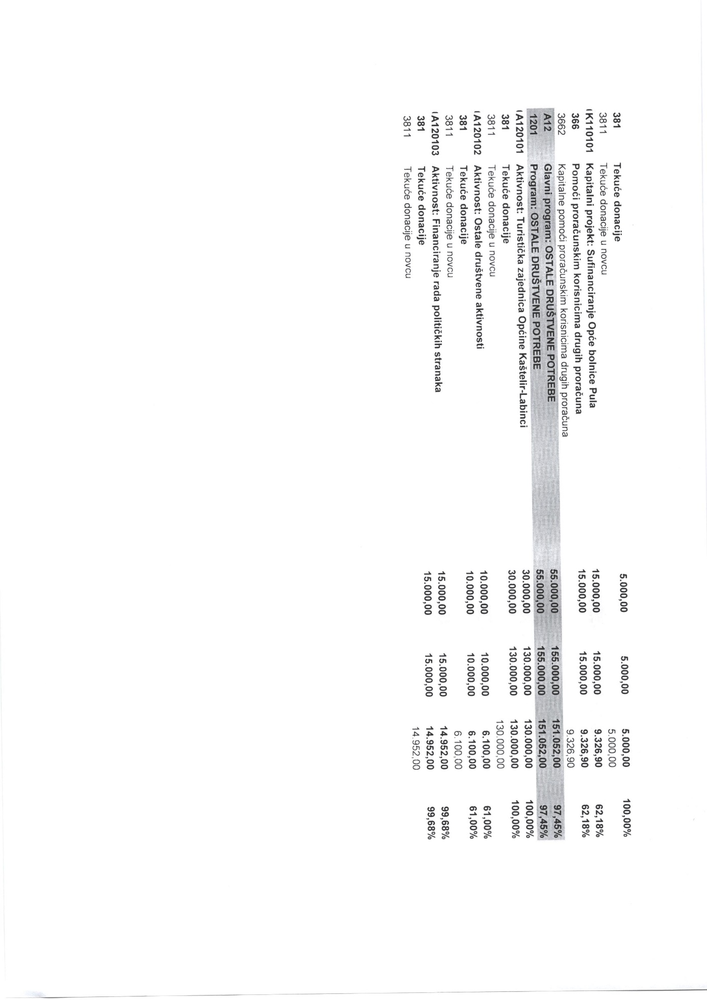 381 Tekuće donacije 5.000,00 5.000,00 5.000,00 100,00%
3811 Tekuće donacije u novcu 5.000,00
(K110101 Kapitalni projekt: Sufinanciranje Opće bolnice Pula 15.000,00 15.000,00 9.326,90 62,18%
366 Pomoći proračunskim korisnicima drugih proračuna 15.000,00 15.000,00 9.326,90 62,18%
3662 Kapitalne pomoći proračunskim korisnicima drugih proračuna 9.326,90
A12 Glavni program: OSTALE DRUŠTVENE POTREBE 55.000,00 155.000,00 151.052,00 97,45%
1201 Program: OSTALE DRUŠTVENE POTREBE 55.000,00 155.000,00 151.052,00 97,45%
(A120101 Aktivnost: Turistička zajednica Općine Kaštelir-Labinci 30.000,00 130.000,00 130.000,00 100,00%
381 Tekuće donacije 30.000,00 130.000,00 130.000,00 100,00%
3811 Tekuće donacije u novcu 130.000,00
(A120102 Aktivnost: Ostale društvene aktivnosti 10.000,00 10.000,00 6.100,00 61,00%
381 Tekuće donacije 10.000,00 10.000,00 6.100,00 61,00%
3811 Tekuće donacije u novcu 6.100,00
(A120103 Aktivnost: Financiranje rada političkih stranaka 15.000,00 15.000,00 14.952,00 99,68%
381 Tekuće donacije 15.000,00 15.000,00 14.952,00 99,68%
3811 Tekuće donacije u novcu 14.952,00